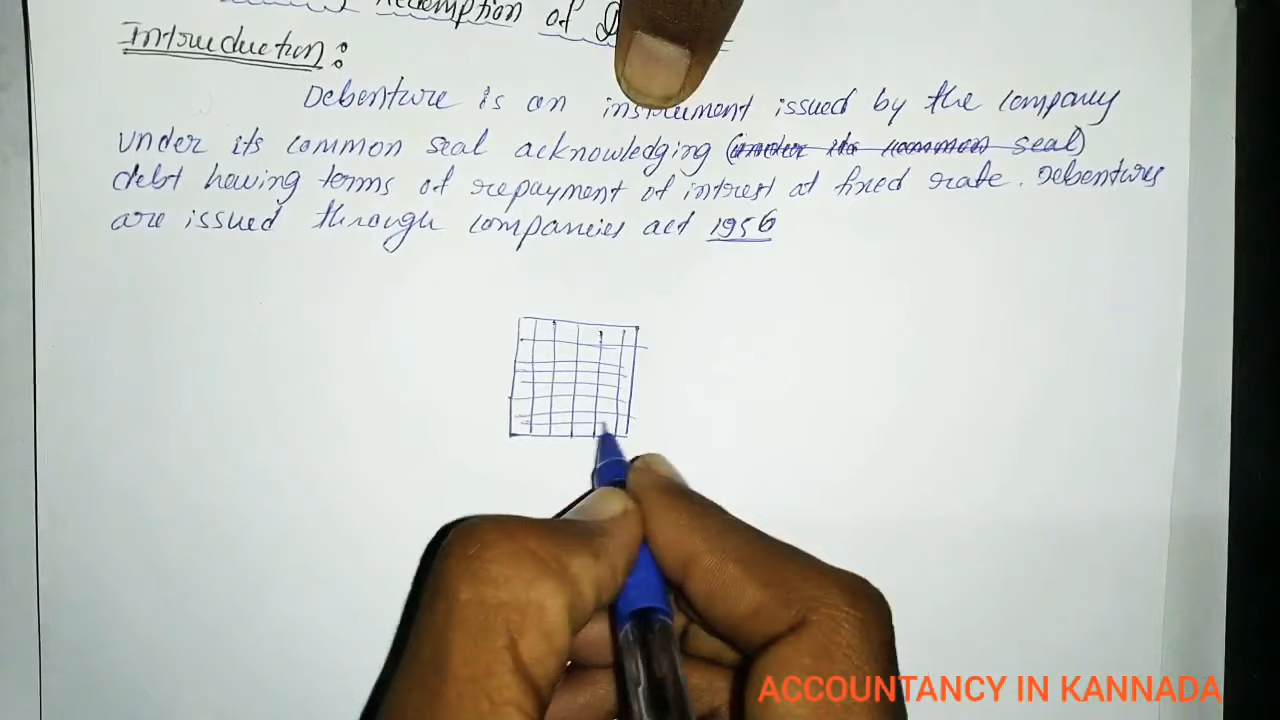 Redemption of
Introduction:
Debenture is an instrument issued by the company
under its common seal acknowledging (under its common seal)
debt having terms of repayment of interest at fixed rate. Debentures
are issued through companies act 1956
ACCOUNTANCY IN KANNADA